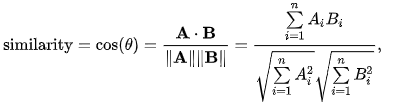 similarity = cos(θ) = A · B / ‖A‖‖B‖ = ∑_{i=1}^{n} A_i B_i / √(∑_{i=1}^{n} A_i^2) √(∑_{i=1}^{n} B_i^2),